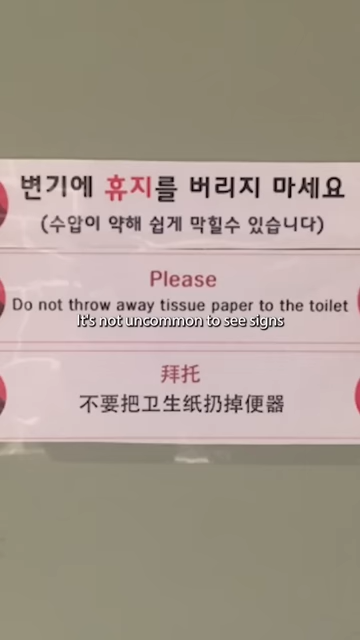 변기에 휴지를 버리지 마세요
(수압이 약해 쉽게 막힐수 있습니다)
Please
Do not throw away tissue paper to the toilet
It's not uncommon to see signs
拜托
不要把卫生纸扔掉便器